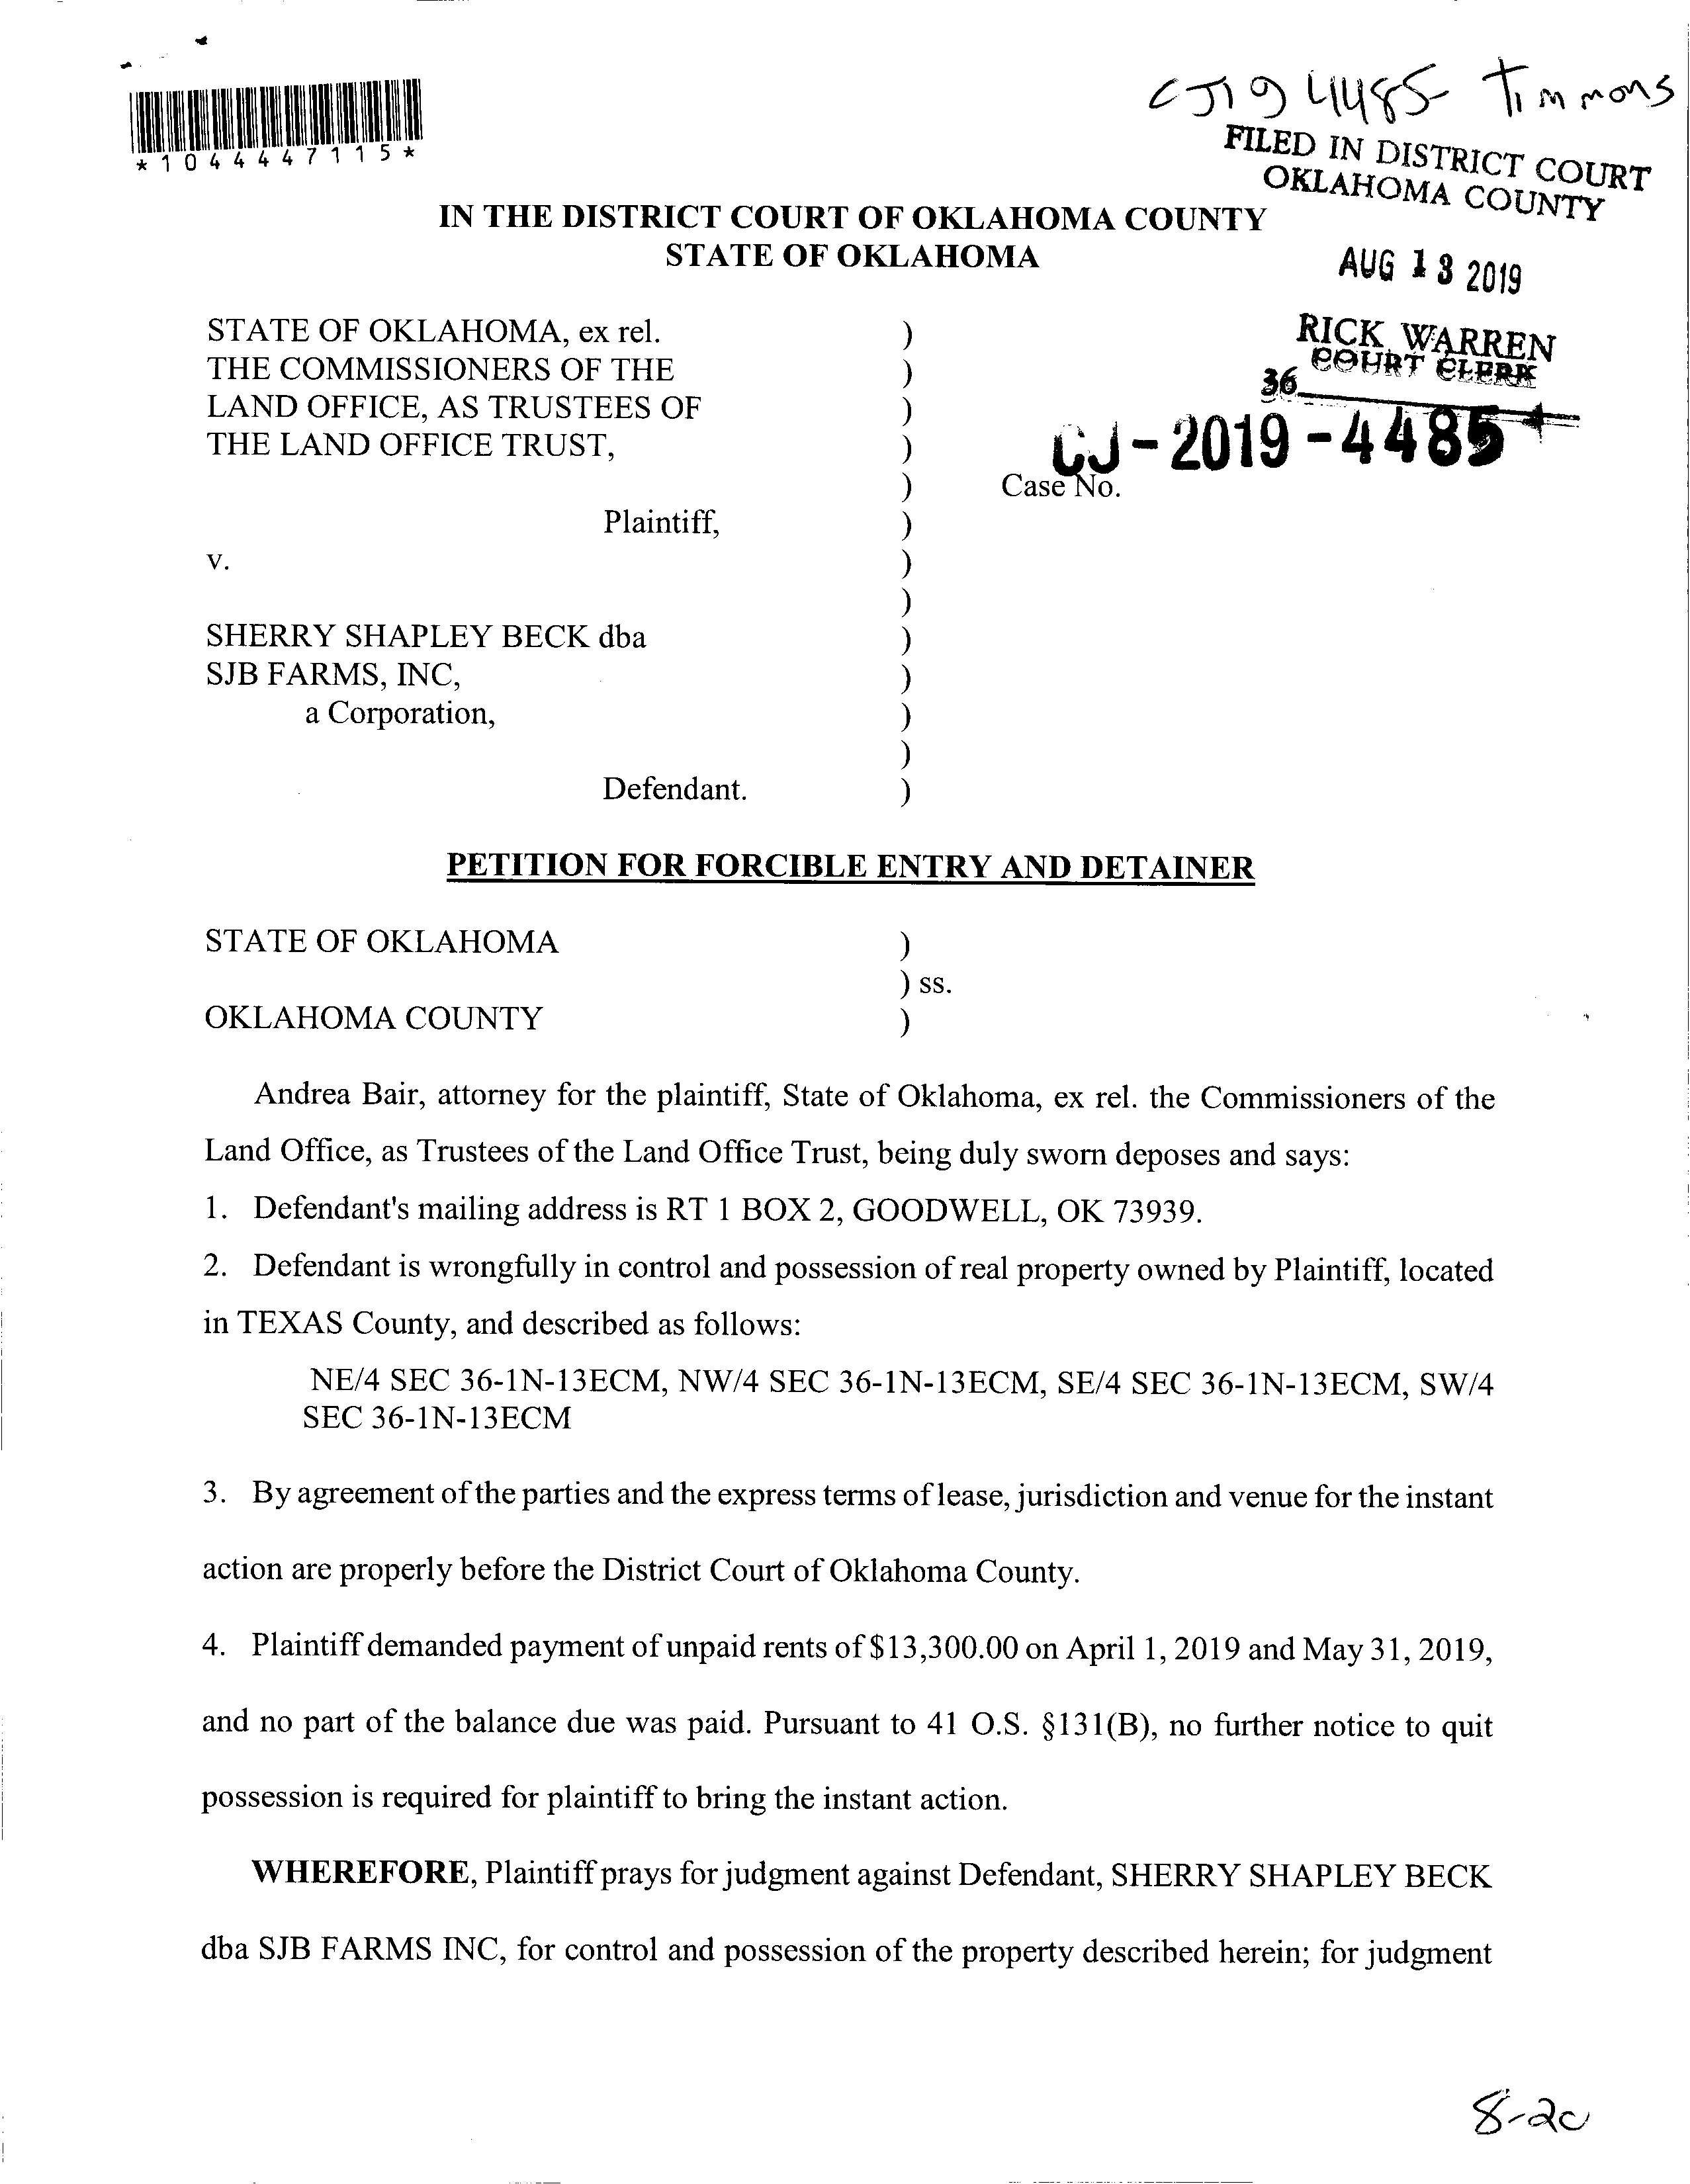 CJ19 4485 Timmons
*1044447115*
FILED IN DISTRICT COURT
OKLAHOMA COUNTY
IN THE DISTRICT COURT OF OKLAHOMA COUNTY
STATE OF OKLAHOMA
AUG 13 2019
RICK WARREN
COURT CLERK
36
CJ-2019-4485
STATE OF OKLAHOMA, ex rel. )
THE COMMISSIONERS OF THE )
LAND OFFICE, AS TRUSTEES OF )
THE LAND OFFICE TRUST, )
) Case No.
Plaintiff, )
v. )
)
SHERRY SHAPLEY BECK dba )
SJB FARMS, INC, )
a Corporation, )
)
Defendant. )
PETITION FOR FORCIBLE ENTRY AND DETAINER
STATE OF OKLAHOMA )
) ss.
OKLAHOMA COUNTY )
Andrea Bair, attorney for the plaintiff, State of Oklahoma, ex rel. the Commissioners of the
Land Office, as Trustees of the Land Office Trust, being duly sworn deposes and says:
1. Defendant's mailing address is RT 1 BOX 2, GOODWELL, OK 73939.
2. Defendant is wrongfully in control and possession of real property owned by Plaintiff, located
in TEXAS County, and described as follows:
NE/4 SEC 36-1N-13ECM, NW/4 SEC 36-1N-13ECM, SE/4 SEC 36-1N-13ECM, SW/4
SEC 36-1N-13ECM
3. By agreement of the parties and the express terms of lease, jurisdiction and venue for the instant
action are properly before the District Court of Oklahoma County.
4. Plaintiff demanded payment of unpaid rents of $13,300.00 on April 1, 2019 and May 31, 2019,
and no part of the balance due was paid. Pursuant to 41 O.S. §131(B), no further notice to quit
possession is required for plaintiff to bring the instant action.
WHEREFORE, Plaintiff prays for judgment against Defendant, SHERRY SHAPLEY BECK
dba SJB FARMS INC, for control and possession of the property described herein; for judgment
8-20